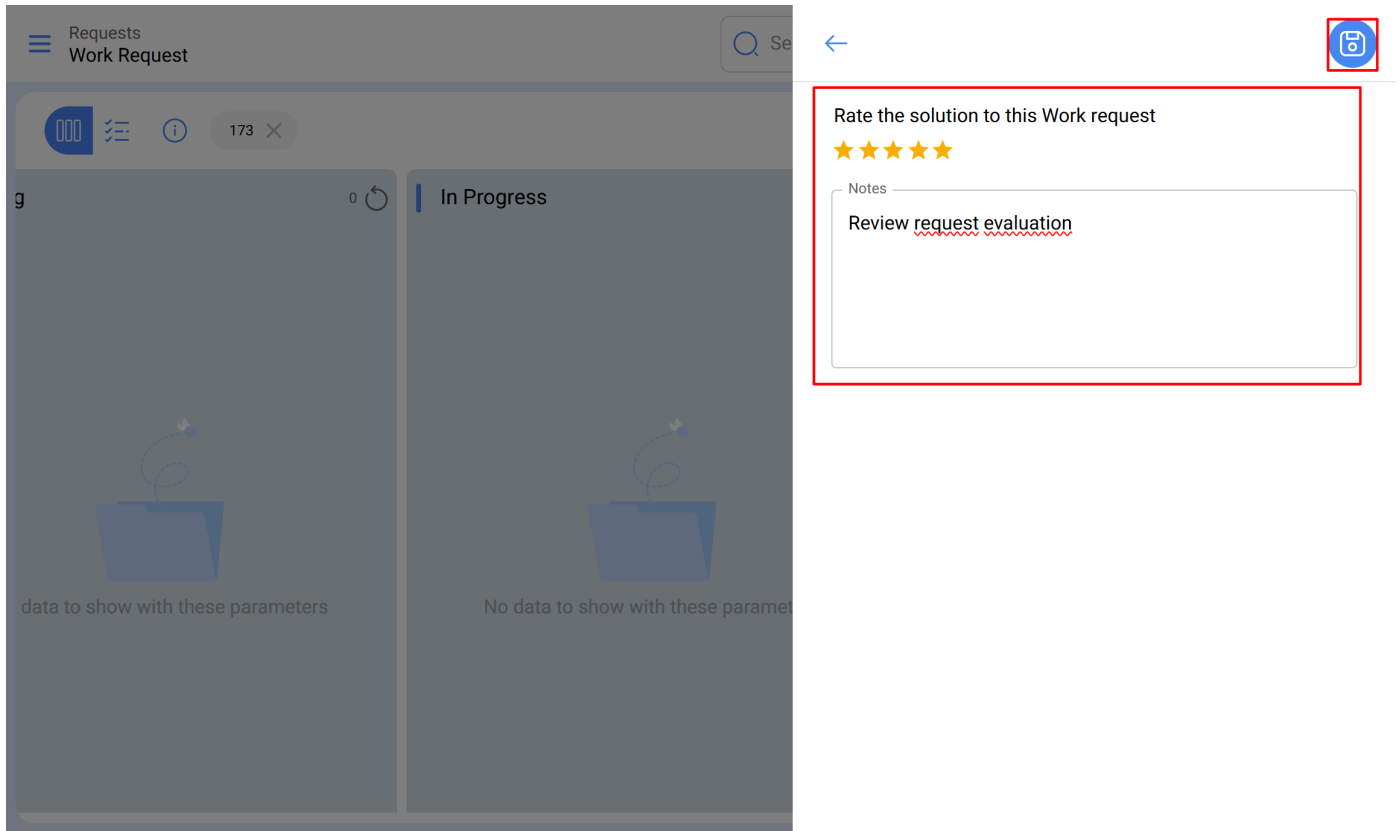 Requests
Work Request
Se
173
g
0
In Progress
data to show with these parameters
No data to show with these paramet
Rate the solution to this Work request
Notes
Review request evaluation